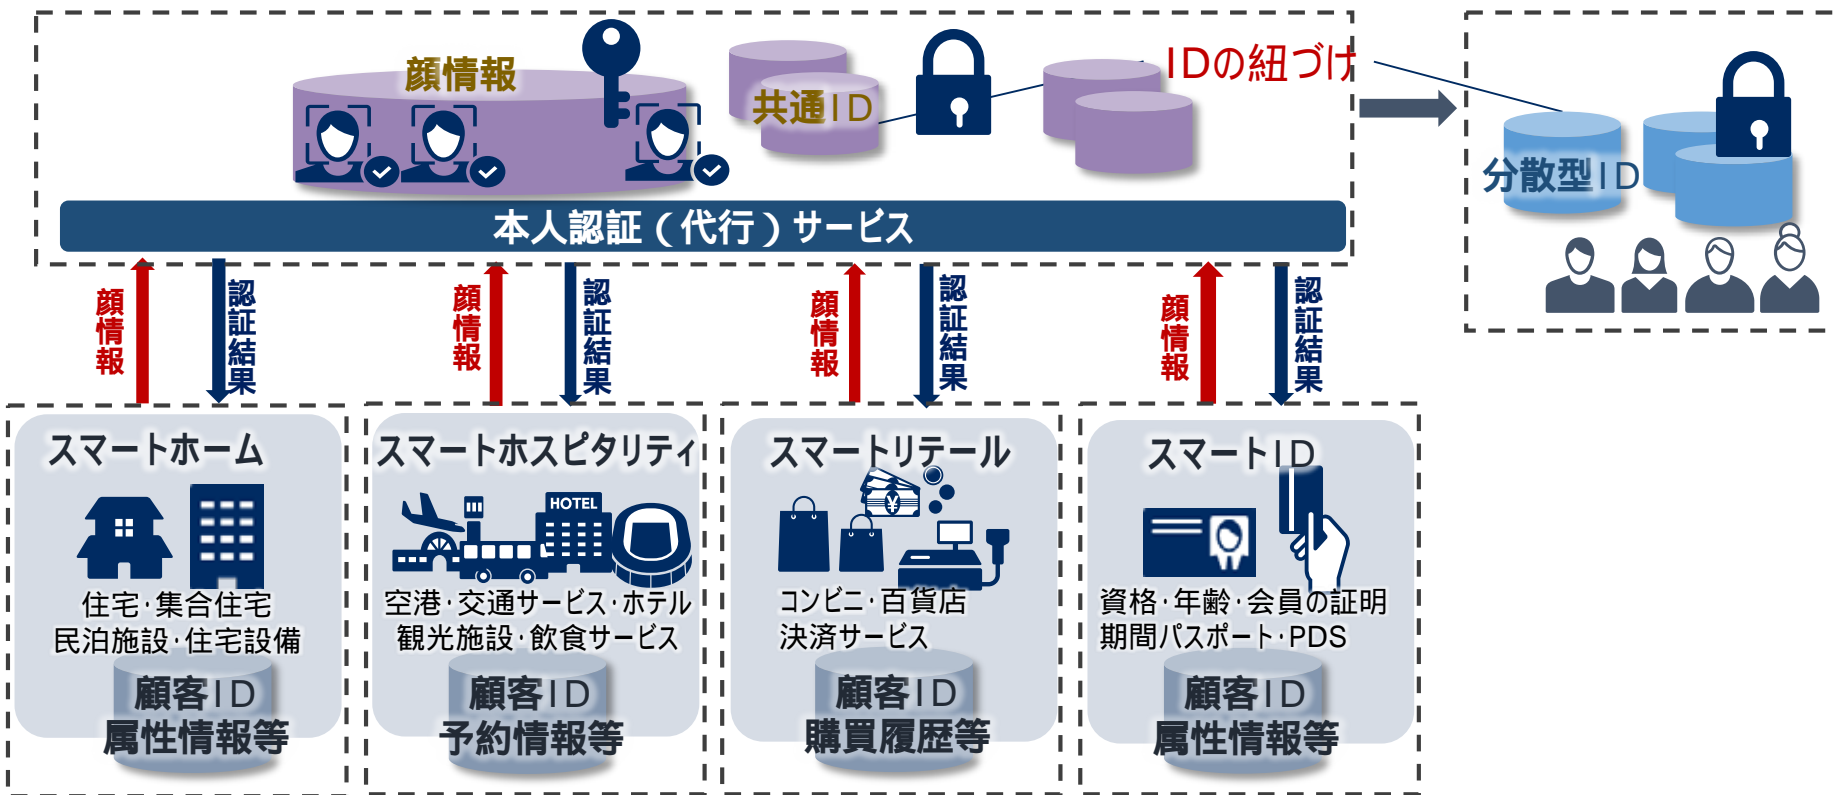 顔情報
共通ID
IDの紐づけ
分散型ID
本人認証（代行）サービス
顔情報
認証結果
顔情報
認証結果
顔情報
認証結果
顔情報
認証結果
スマートホーム
住宅･集合住宅
民泊施設･住宅設備
顧客ID
属性情報等
スマートホスピタリティ
HOTEL
空港･交通サービス･ホテル
観光施設･飲食サービス
顧客ID
予約情報等
スマートリテール
¥
コンビニ･百貨店
決済サービス
顧客ID
購買履歴等
スマートID
資格･年齢･会員の証明
期間パスポート･PDS
顧客ID
属性情報等